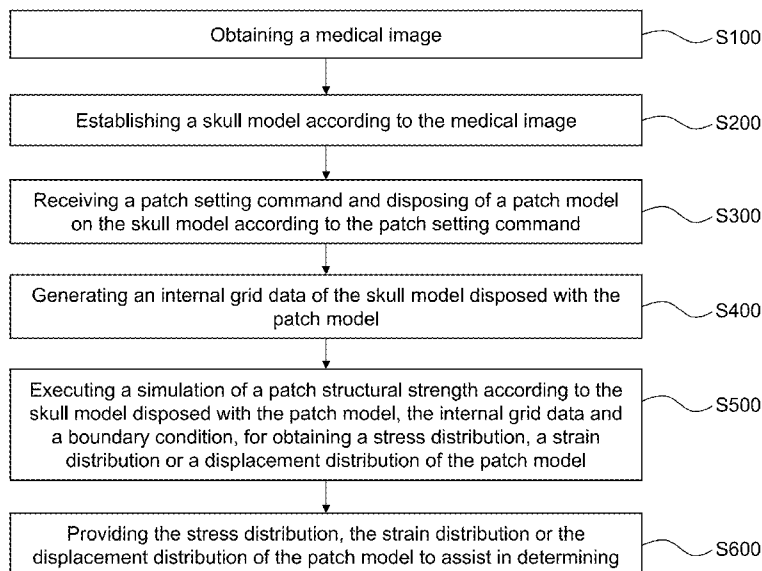 Obtaining a medical image
S100
Establishing a skull model according to the medical image
S200
Receiving a patch setting command and disposing of a patch model
on the skull model according to the patch setting command
S300
Generating an internal grid data of the skull model disposed with the
patch model
S400
Executing a simulation of a patch structural strength according to the
skull model disposed with the patch model, the internal grid data and
a boundary condition, for obtaining a stress distribution, a strain
distribution or a displacement distribution of the patch model
S500
Providing the stress distribution, the strain distribution or the
displacement distribution of the patch model to assist in determining
S600